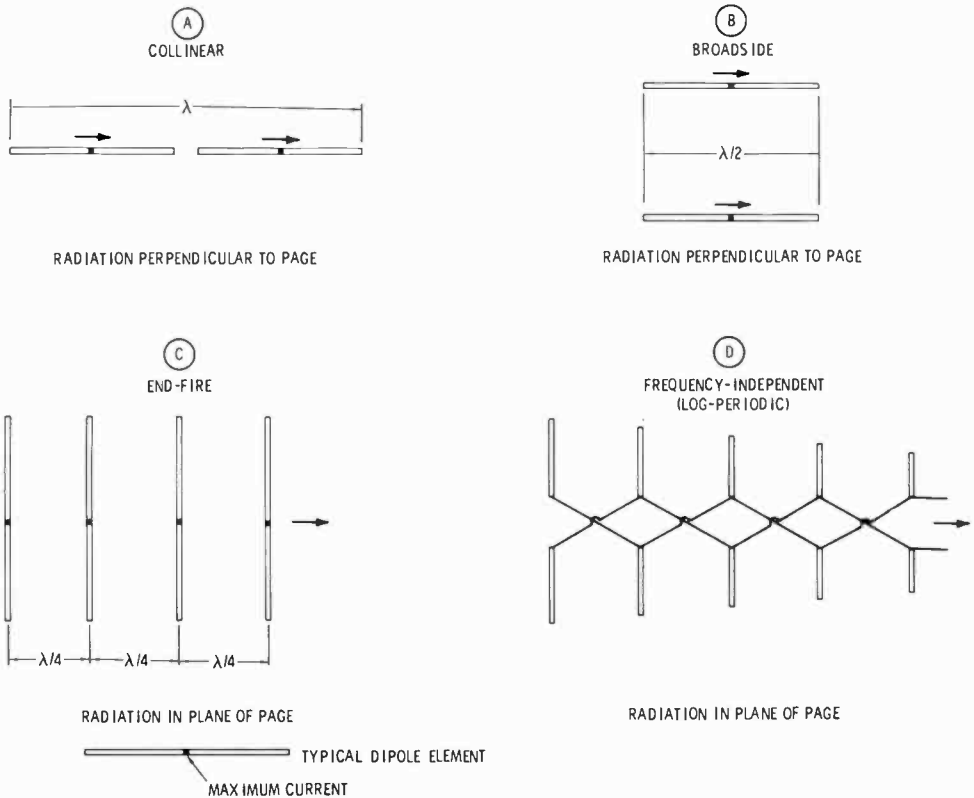 A
COLLINEAR
λ
RADIATION PERPENDICULAR TO PAGE
B
BROADSIDE
λ/2
RADIATION PERPENDICULAR TO PAGE
C
END-FIRE
λ/4 λ/4 λ/4
RADIATION IN PLANE OF PAGE
D
FREQUENCY-INDEPENDENT
(LOG-PERIODIC)
RADIATION IN PLANE OF PAGE
TYPICAL DIPOLE ELEMENT
MAXIMUM CURRENT